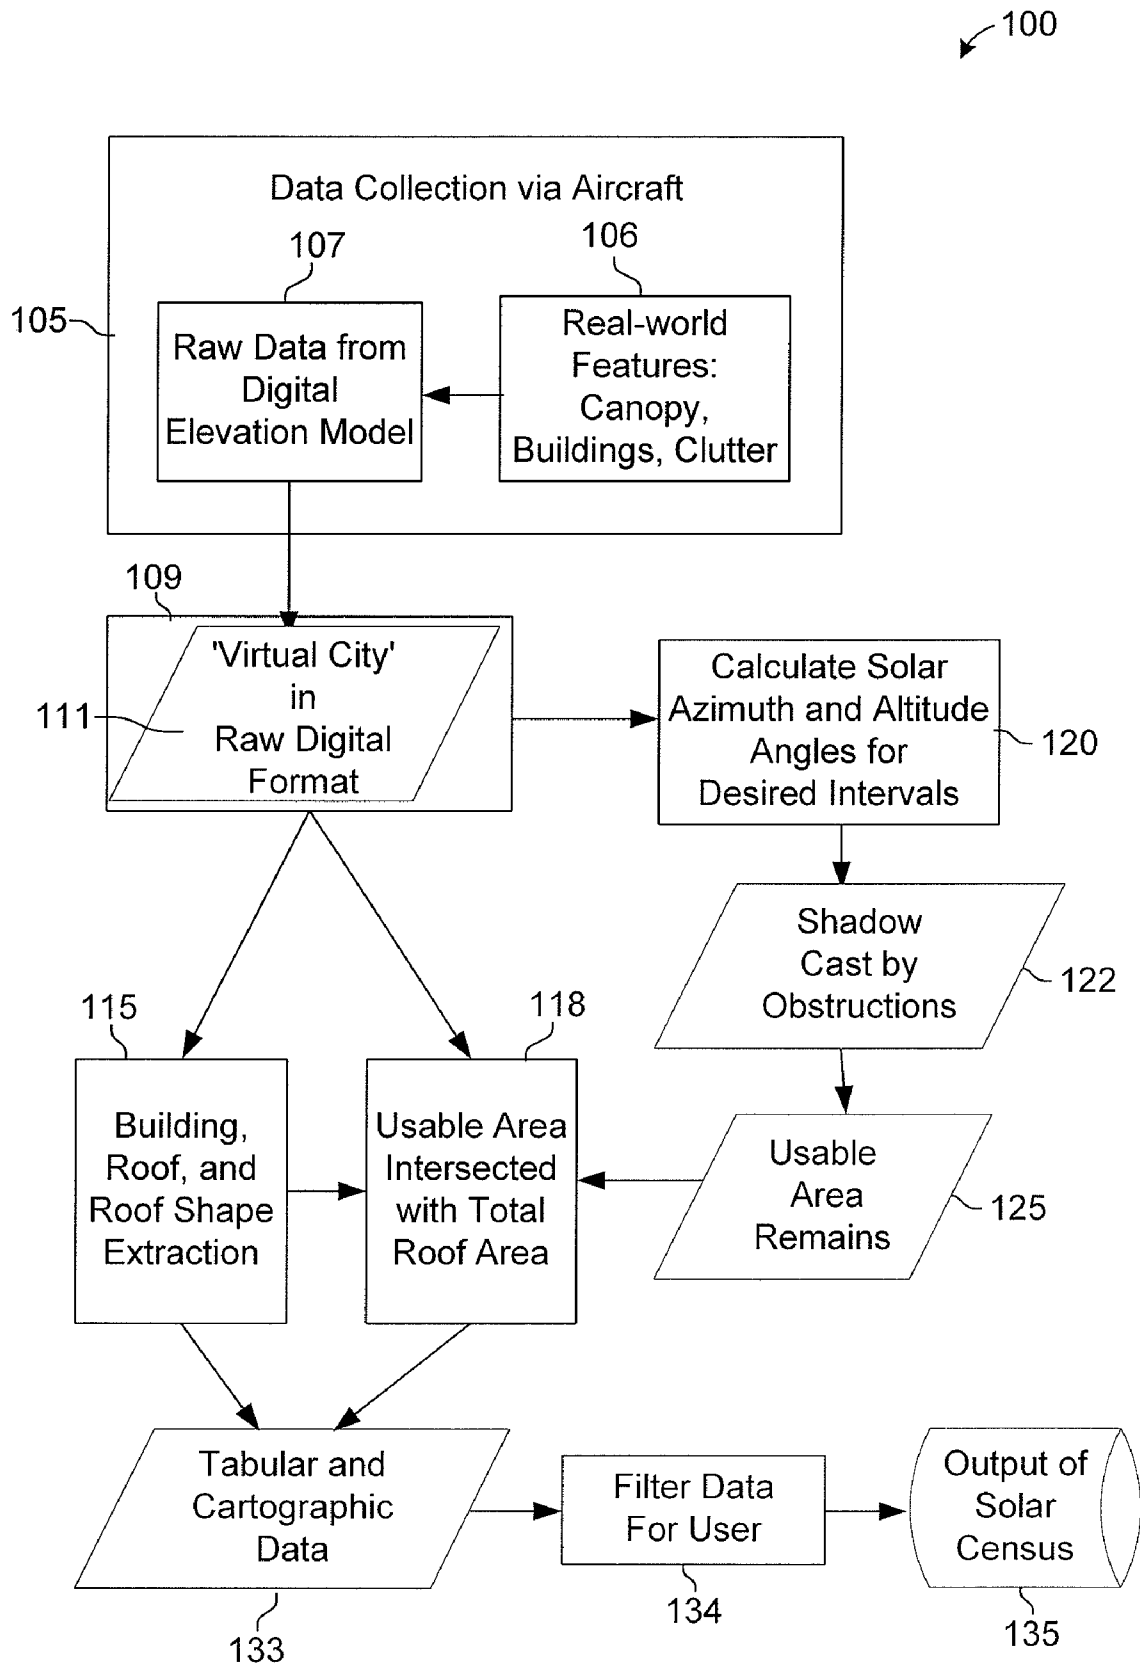 100
Data Collection via Aircraft
107
106
105
Raw Data from
Digital
Elevation Model
Real-world
Features:
Canopy,
Buildings, Clutter
109
'Virtual City'
in
Raw Digital
Format
111
Calculate Solar
Azimuth and Altitude
Angles for
Desired Intervals
120
Shadow
Cast by
Obstructions
122
115
118
Building,
Roof, and
Roof Shape
Extraction
Usable Area
Intersected
with Total
Roof Area
Usable
Area
Remains
125
Tabular and
Cartographic
Data
133
Filter Data
For User
134
Output of
Solar
Census
135